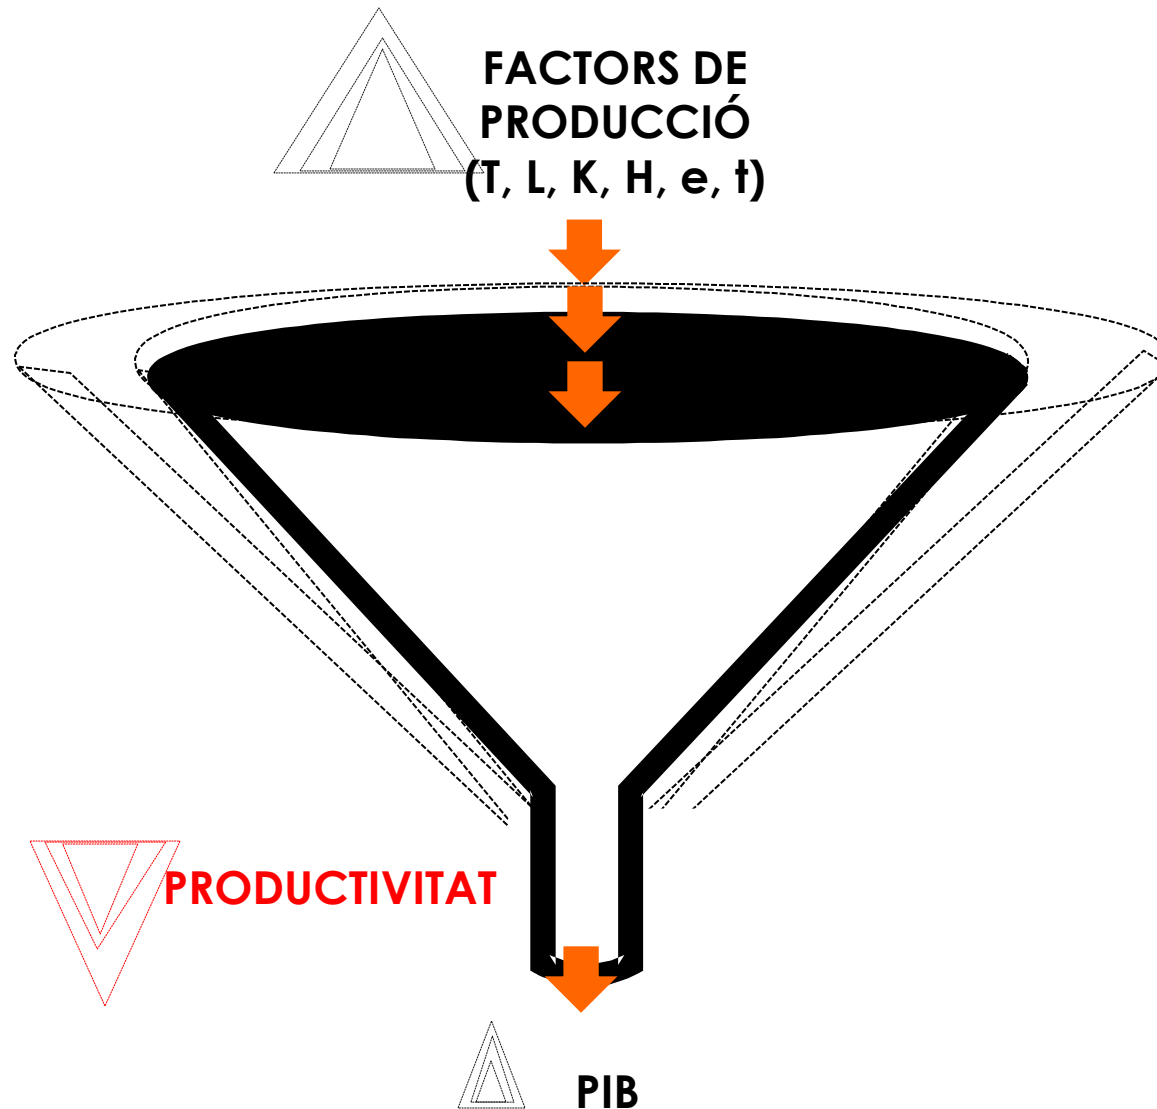 FACTORS DE
PRODUCCIÓ
(T, L, K, H, e, t)
PRODUCTIVITAT
PIB